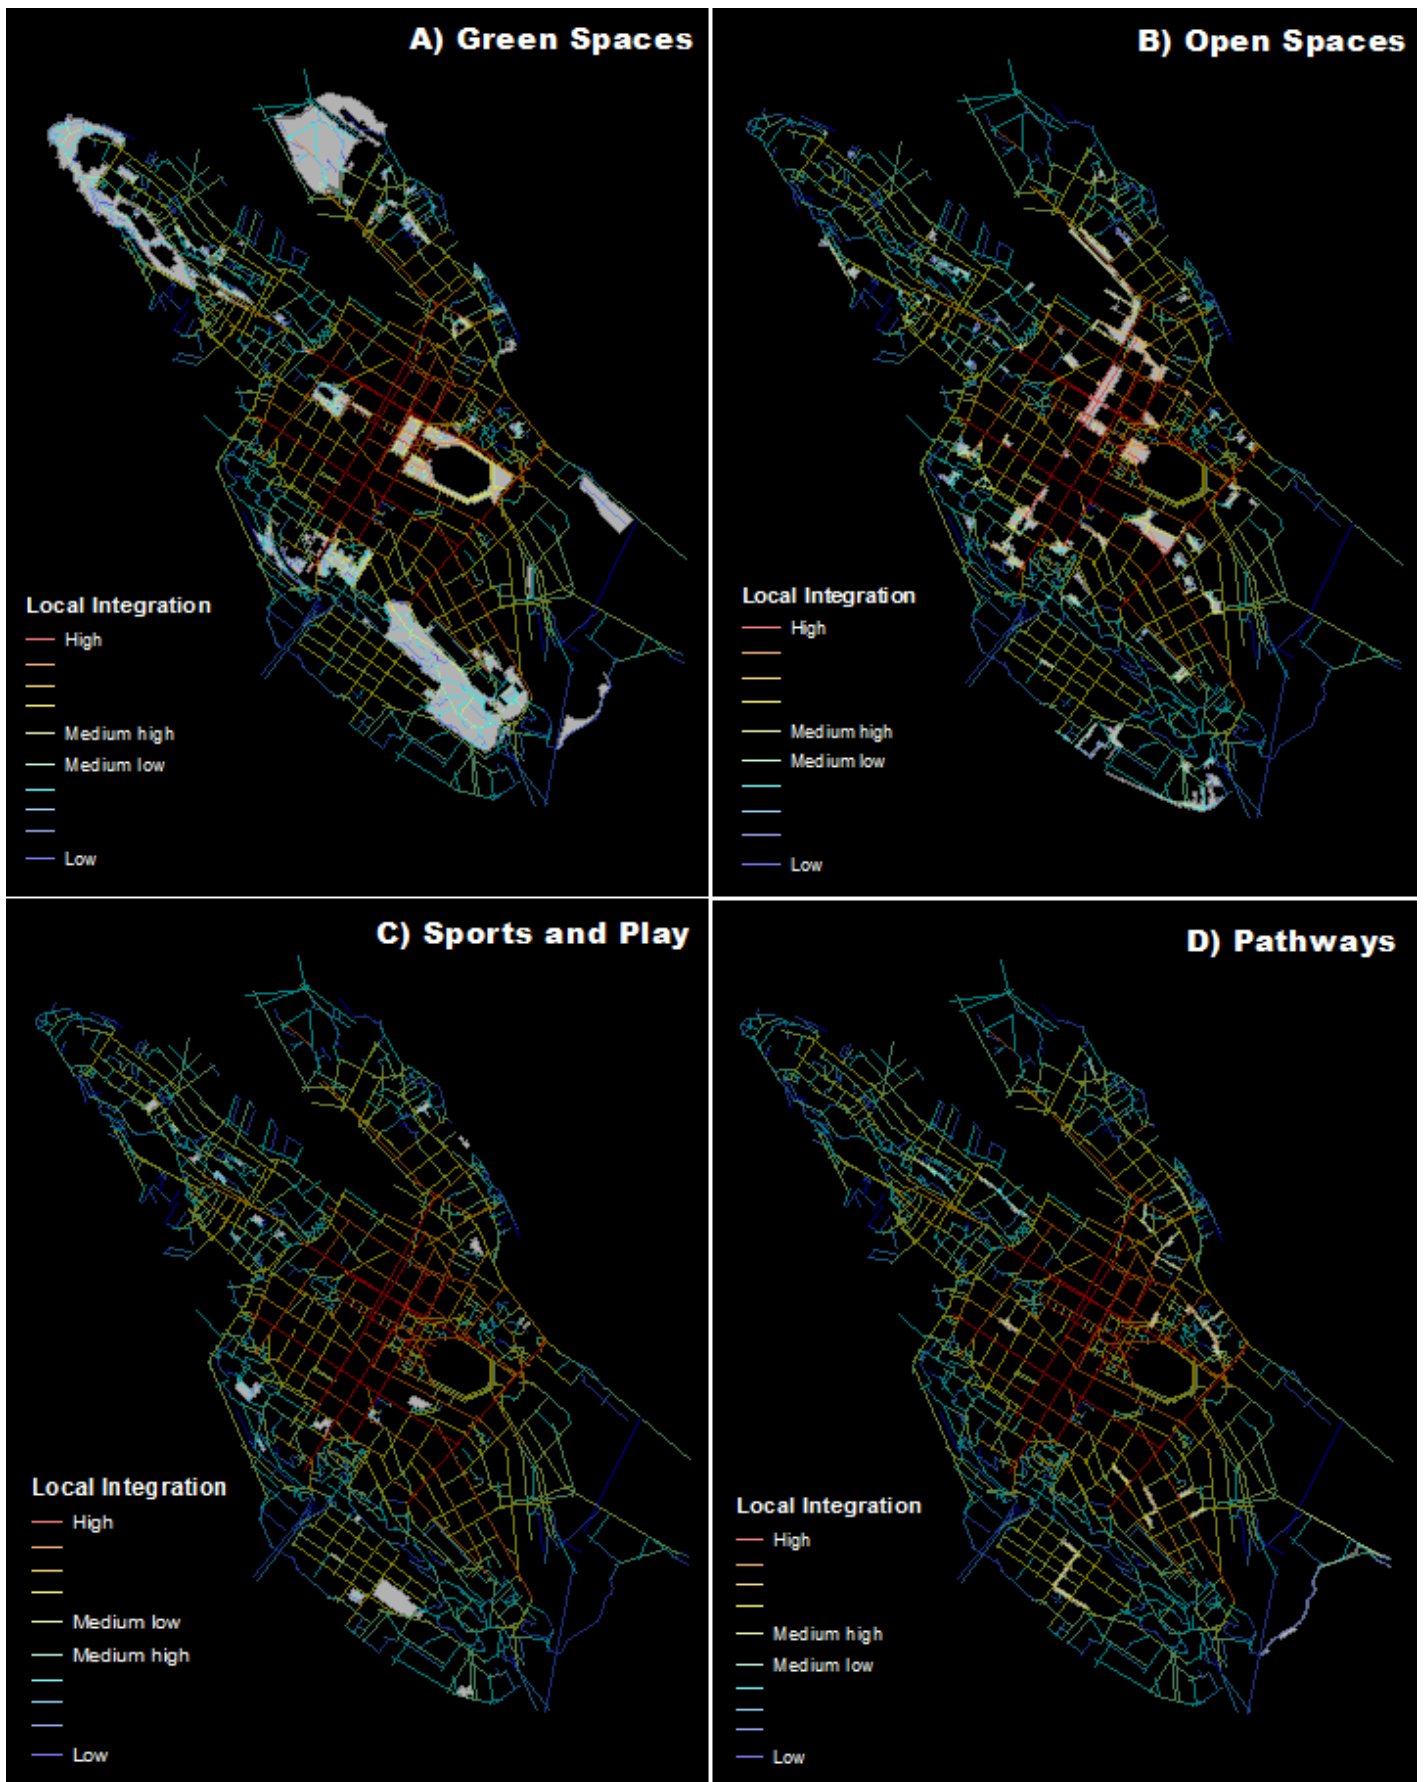 A) Green Spaces
Local Integration
High
Medium high
Medium low
Low
B) Open Spaces
Local Integration
High
Medium high
Medium low
Low
C) Sports and Play
Local Integration
High
Medium low
Medium high
Low
D) Pathways
Local Integration
High
Medium high
Medium low
Low